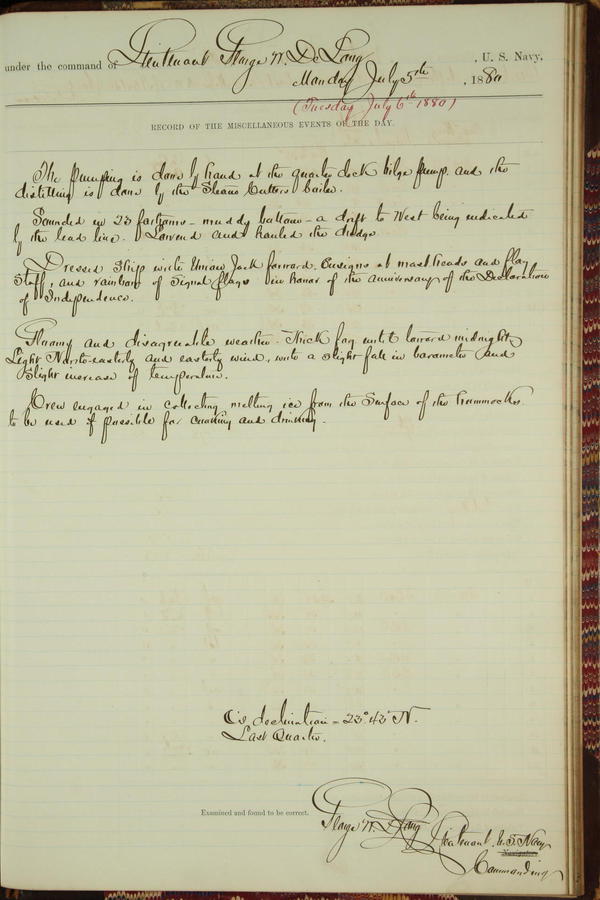 under the command of Lieutenant George W. De Long, U. S. Navy,
Monday July 5th, 1880
(Tuesday July 6th 1880)
RECORD OF THE MISCELLANEOUS EVENTS OF THE DAY.
The pumping is done by hand at the quarter deck bilge pump, and the
distilling is done by the Steam Cutters boiler.
Sounded in 23 fathoms - muddy bottom - a drift to West being indicated
by the lead line. Lowered and hauled the dredge.
Dressed Ship with Union Jack forward, Ensigns at mastheads and flag
Staff, and rainbow of Signal flags in honor of the anniversary of the Declaration
of Independence.
Gloomy and disagreeable weather. Thick fog until toward midnight.
Light North-easterly and easterly wind, with a slight fall in barometer and
slight increase of temperature.
Crew engaged in collecting melting ice from the Surface of the hummocks
to be used if possible for cooking and drinking.
declination = 23° 43' N.
Last Quarter.
Examined and found to be correct.
George W. De Long Lieutenant U. S. Navy
Navigator.
Commanding